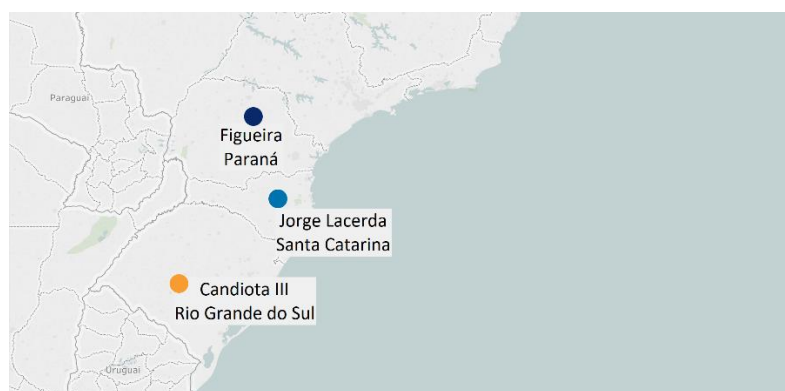 Paraguai
Figueira
Paraná
Jorge Lacerda
Santa Catarina
Candiota III
Rio Grande do Sul
Uruguai